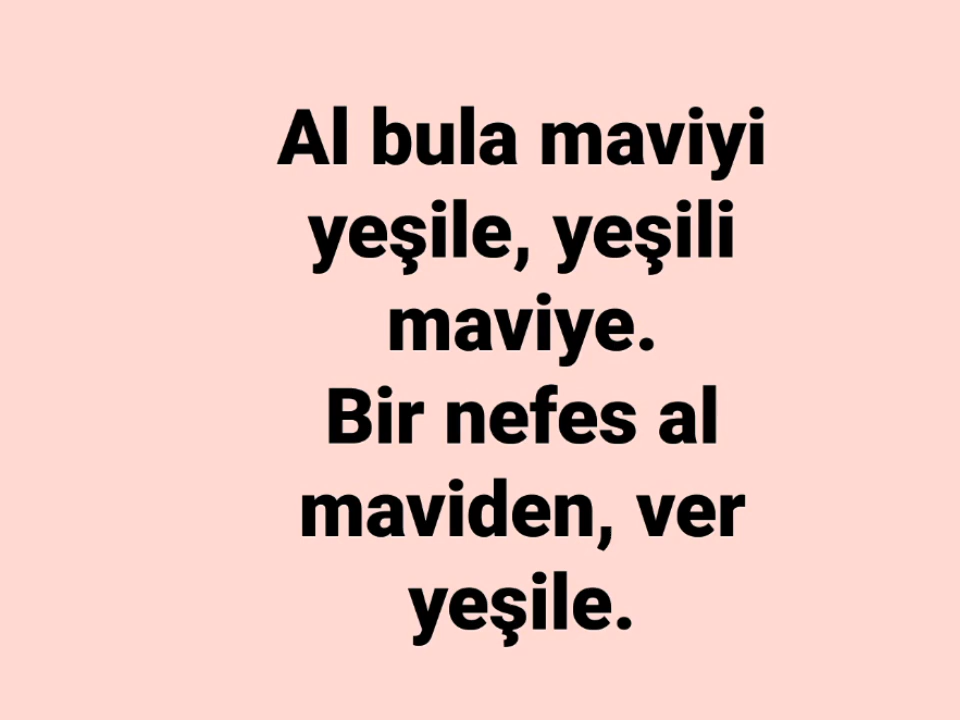 Al bula maviyi
yeşile, yeşili
maviye.
Bir nefes al
maviden, ver
yeşile.